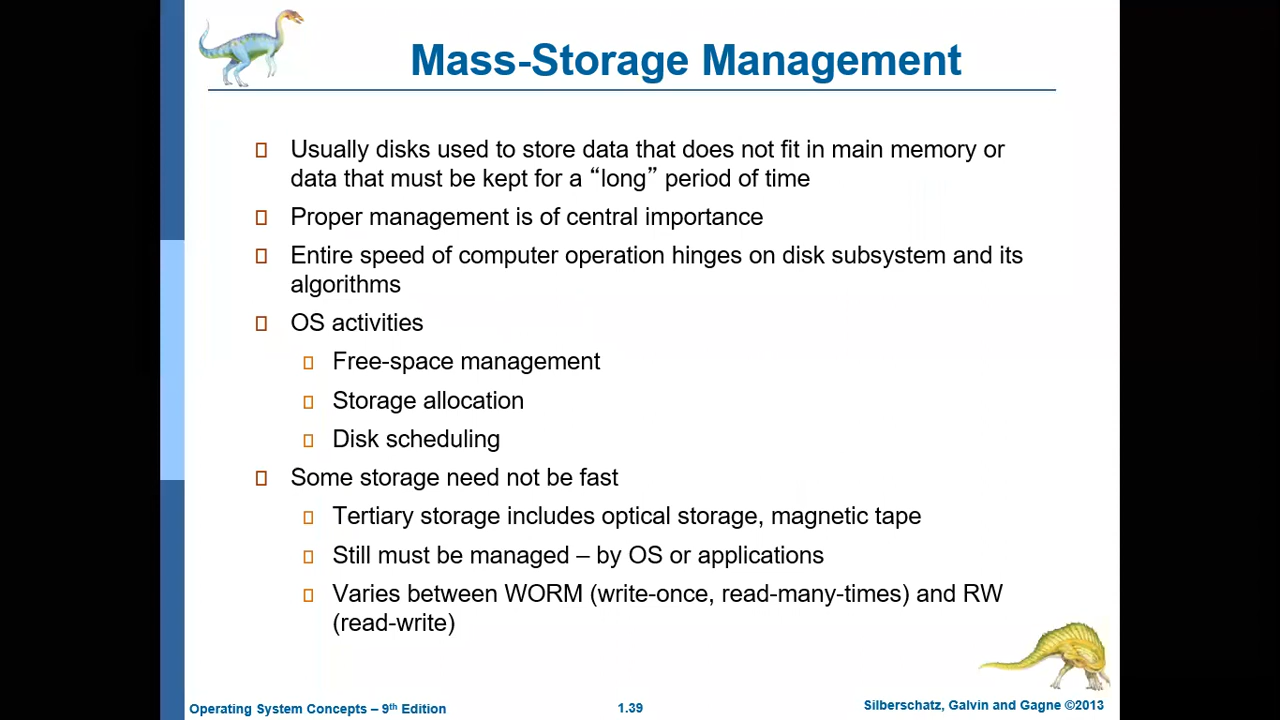 Mass-Storage Management
Usually disks used to store data that does not fit in main memory or
data that must be kept for a “long” period of time
Proper management is of central importance
Entire speed of computer operation hinges on disk subsystem and its
algorithms
OS activities
Free-space management
Storage allocation
Disk scheduling
Some storage need not be fast
Tertiary storage includes optical storage, magnetic tape
Still must be managed – by OS or applications
Varies between WORM (write-once, read-many-times) and RW
(read-write)
Operating System Concepts – 9th Edition
1.39
Silberschatz, Galvin and Gagne ©2013